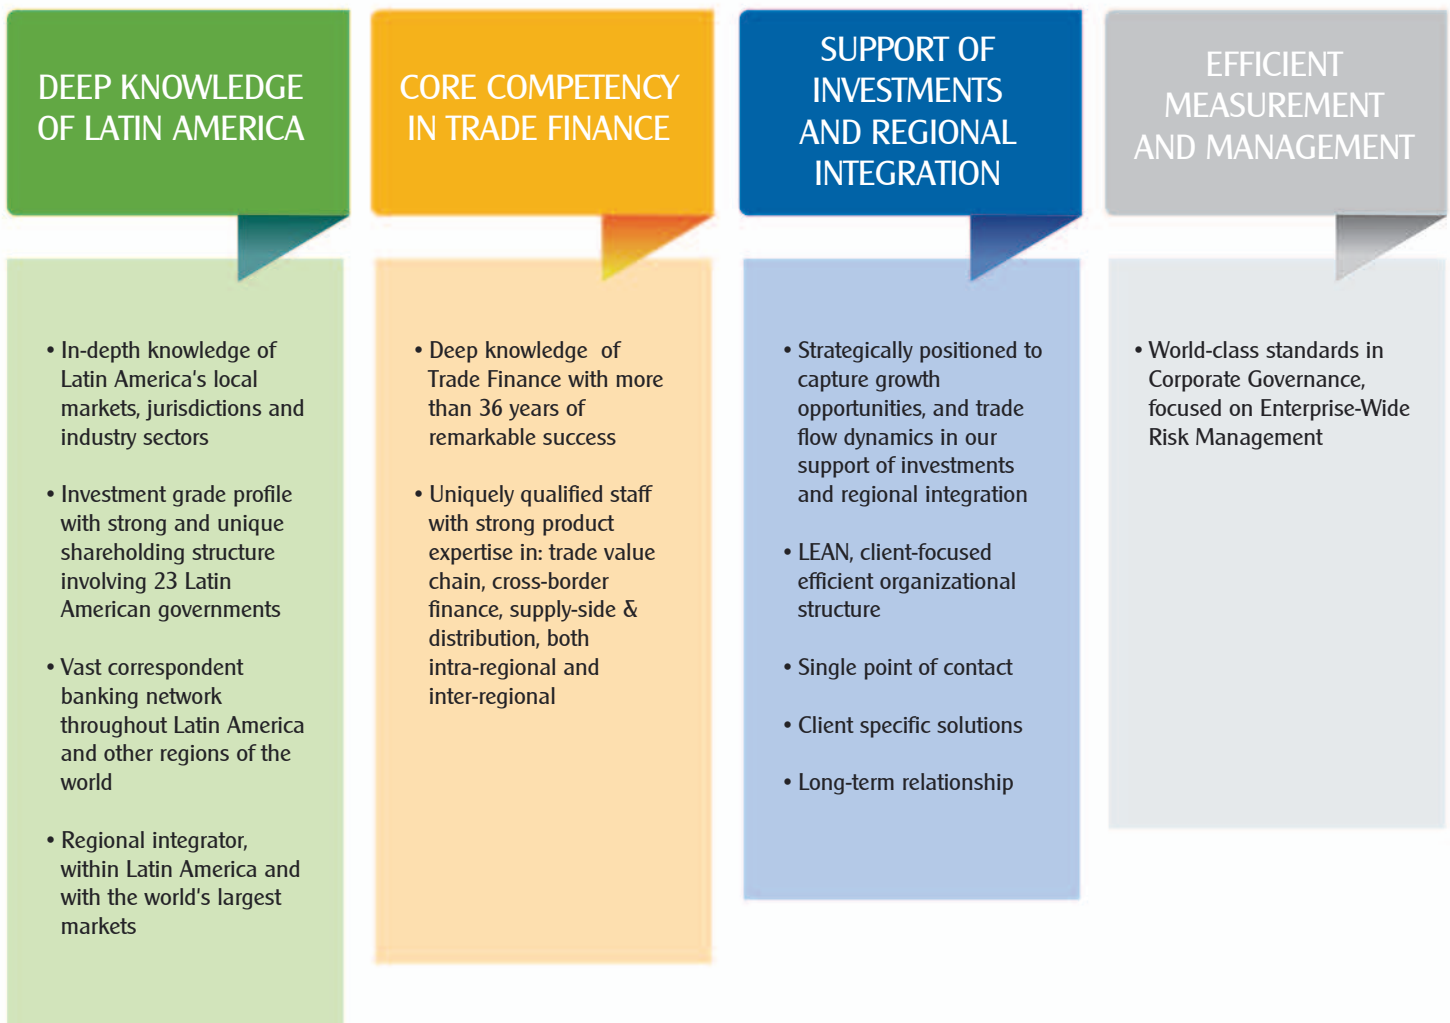 DEEP KNOWLEDGE
OF LATIN AMERICA
• In-depth knowledge of
Latin America's local
markets, jurisdictions and
industry sectors
• Investment grade profile
with strong and unique
shareholding structure
involving 23 Latin
American governments
• Vast correspondent
banking network
throughout Latin America
and other regions of the
world
• Regional integrator,
within Latin America and
with the world's largest
markets
CORE COMPETENCY
IN TRADE FINANCE
• Deep knowledge of
Trade Finance with more
than 36 years of
remarkable success
• Uniquely qualified staff
with strong product
expertise in: trade value
chain, cross-border
finance, supply-side &
distribution, both
intra-regional and
inter-regional
SUPPORT OF
INVESTMENTS
AND REGIONAL
INTEGRATION
• Strategically positioned to
capture growth
opportunities, and trade
flow dynamics in our
support of investments
and regional integration
• LEAN, client-focused
efficient organizational
structure
• Single point of contact
• Client specific solutions
• Long-term relationship
EFFICIENT
MEASUREMENT
AND MANAGEMENT
• World-class standards in
Corporate Governance,
focused on Enterprise-Wide
Risk Management